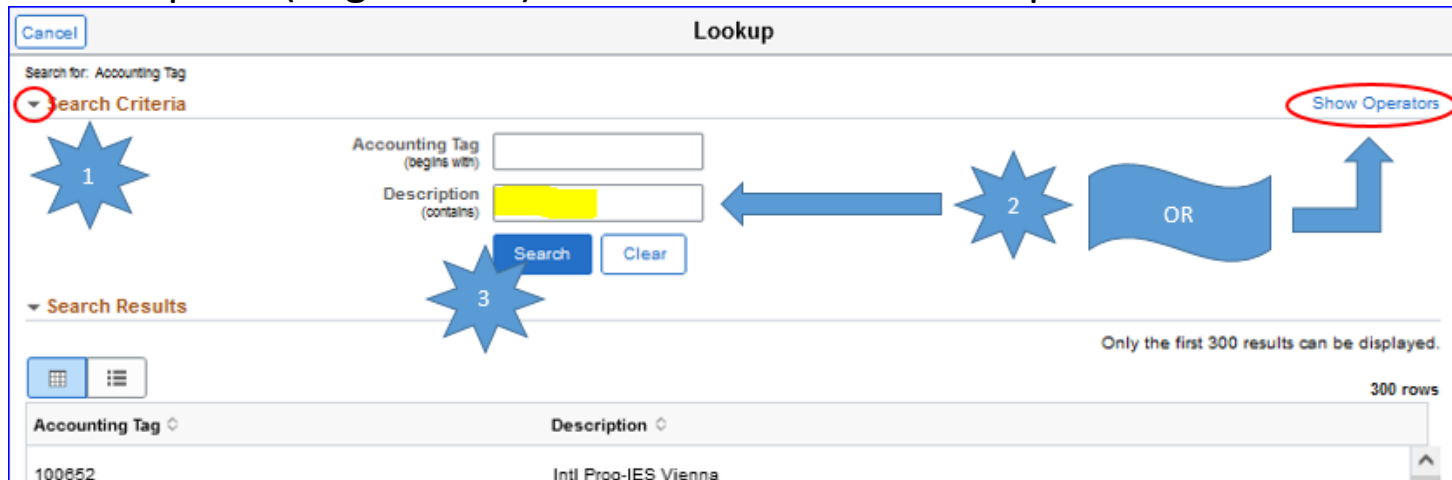 Cancel
Lookup
Search for: Accounting Tag
Search Criteria
Show Operators
Accounting Tag
(begins with)
1
Description
(contains)
2
OR
Search
Clear
3
Search Results
Only the first 300 results can be displayed.
300 rows
Accounting Tag
Description
100652
Intl Prog-IES Vienna